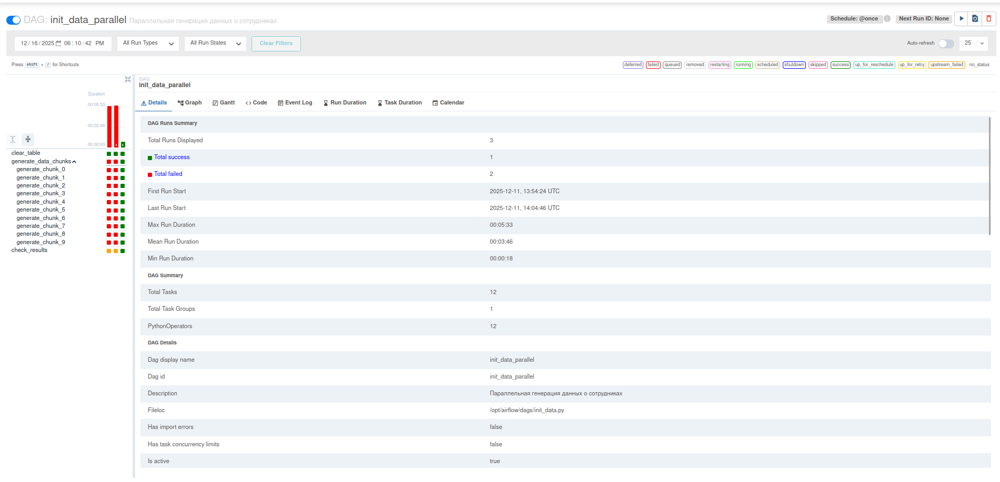 DAG: init_data_parallel Параллельная генерация данных о сотрудниках
Schedule: @once
Next Run ID: None
12/16/2025 06:10:42 PM
All Run Types
All Run States
Clear Filters
Auto-refresh
25
Press shift + / for Shortcuts
deferred failed queued removed restarting running scheduled shutdown skipped success up_for_reschedule up_for_retry upstream_failed no_status
Duration
00:05:33
00:02:46
00:00:00
clear_table
generate_data_chunks
generate_chunk_0
generate_chunk_1
generate_chunk_2
generate_chunk_3
generate_chunk_4
generate_chunk_5
generate_chunk_6
generate_chunk_7
generate_chunk_8
generate_chunk_9
check_results
DAG
init_data_parallel
Details Graph Gantt Code Event Log Run Duration Task Duration Calendar
DAG Runs Summary
Total Runs Displayed 3
Total success 1
Total failed 2
First Run Start 2025-12-11, 13:54:24 UTC
Last Run Start 2025-12-11, 14:04:46 UTC
Max Run Duration 00:05:33
Mean Run Duration 00:03:46
Min Run Duration 00:00:18
DAG Summary
Total Tasks 12
Total Task Groups 1
PythonOperators 12
DAG Details
Dag display name init_data_parallel
Dag id init_data_parallel
Description Параллельная генерация данных о сотрудниках
Fileloc /opt/airflow/dags/init_data.py
Has import errors false
Has task concurrency limits false
Is active true